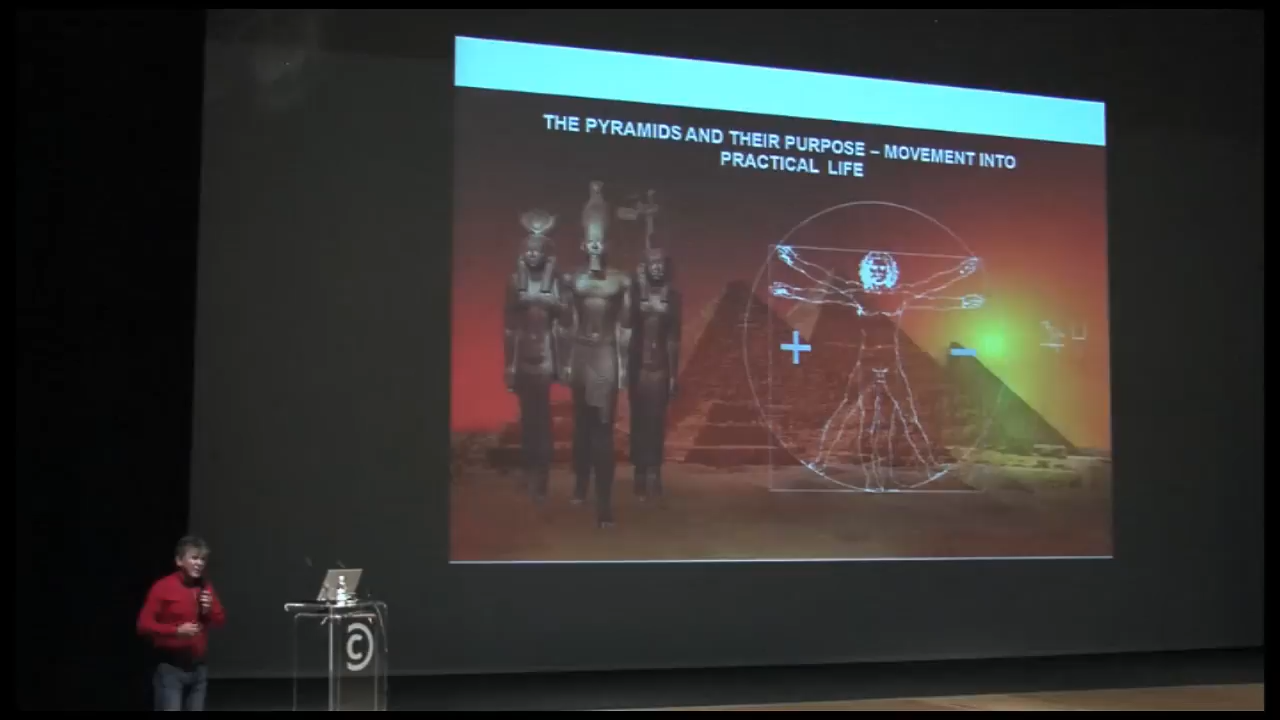 THE PYRAMIDS AND THEIR PURPOSE – MOVEMENT INTO
PRACTICAL LIFE
+
–
©